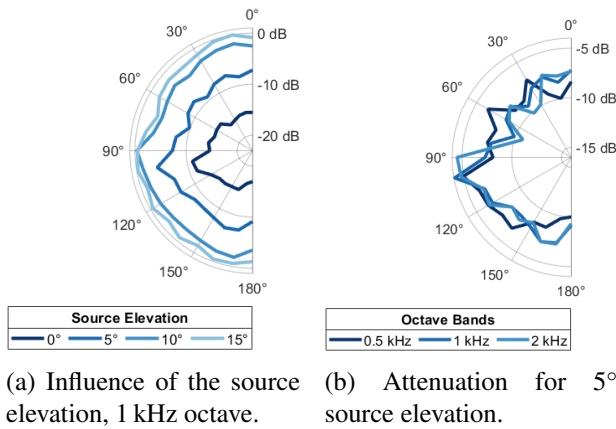 0°
0 dB
30°
-10 dB
60°
-20 dB
90°
120°
150°
180°
Source Elevation
0° 5° 10° 15°
(a) Influence of the source
elevation, 1 kHz octave.
0°
-5 dB
30°
-10 dB
60°
-15 dB
90°
120°
150°
180°
Octave Bands
0.5 kHz 1 kHz 2 kHz
(b) Attenuation for 5°
source elevation.